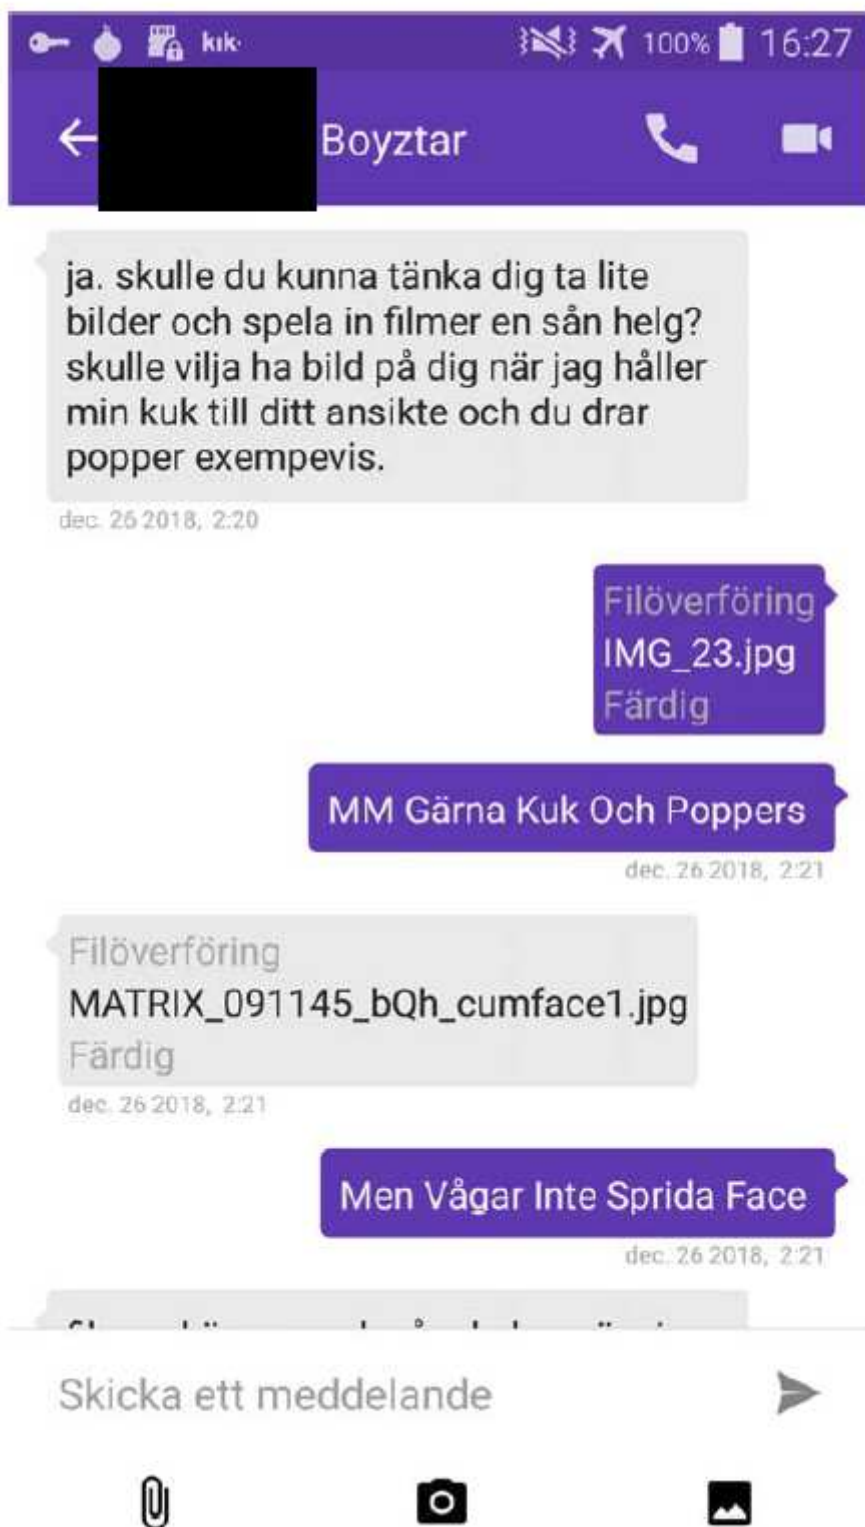 kik·
100%
16:27
Boyztar
ja. skulle du kunna tänka dig ta lite
bilder och spela in filmer en sån helg?
skulle vilja ha bild på dig när jag håller
min kuk till ditt ansikte och du drar
popper exempevis.
dec. 26 2018, 2:20
Filöverföring
IMG_23.jpg
Färdig
MM Gärna Kuk Och Poppers
dec. 26 2018, 2:21
Filöverföring
MATRIX_091145_bQh_cumface1.jpg
Färdig
dec. 26 2018, 2:21
Men Vågar Inte Sprida Face
dec. 26 2018, 2:21
Skicka ett meddelande